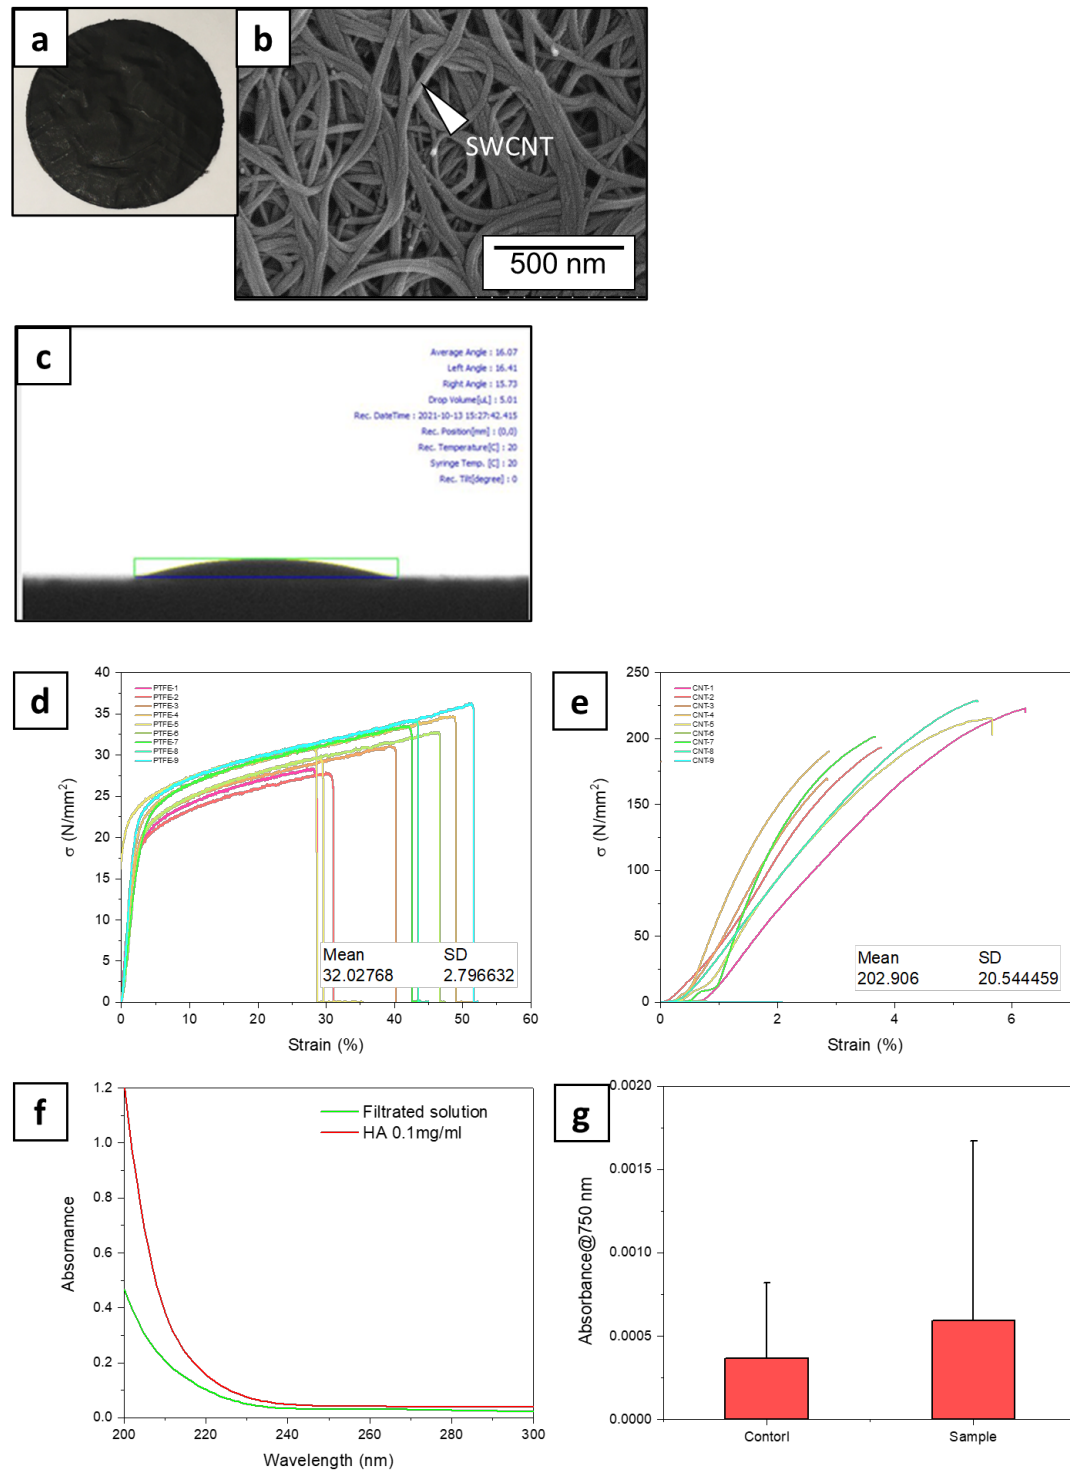 a
b
SWCNT
500 nm
c
Average Angle : 16.07
Left Angle : 16.41
Right Angle : 15.73
Drop Volume[uL] : 5.01
Rec. DateTime : 2021-10-13 15:27:42.415
Rec. Position[mm] : (0,0)
Rec. Temperature[C] : 20
Syringe Temp. [C] : 20
Rec. Tilt[degree] : 0
d
40
35
30
25
20
15
10
5
0
σ (N/mm²)
PTFE-1
PTFE-2
PTFE-3
PTFE-4
PTFE-5
PTFE-6
PTFE-7
PTFE-8
PTFE-9
Mean SD
32.02768 2.796632
0 10 20 30 40 50 60
Strain (%)
e
250
200
150
100
50
0
σ (N/mm²)
CNT-1
CNT-2
CNT-3
CNT-4
CNT-5
CNT-6
CNT-7
CNT-8
CNT-9
Mean SD
202.906 20.544459
0 2 4 6
Strain (%)
f
1.2
1.0
0.8
0.6
0.4
0.2
0.0
Absornamce
Filtrated solution
HA 0.1mg/ml
200 220 240 260 280 300
Wavelength (nm)
g
0.0020
0.0015
0.0010
0.0005
0.0000
Absorbance@750 nm
Contorl Sample